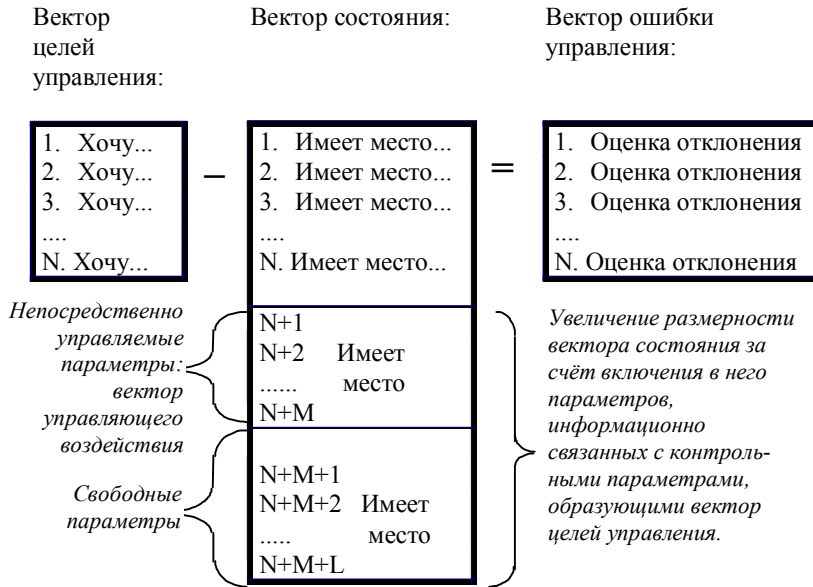 Вектор
целей
управления:
Вектор состояния:
Вектор ошибки
управления:
1. Хочу...
2. Хочу...
3. Хочу...
....
N. Хочу...
–
1. Имеет место...
2. Имеет место...
3. Имеет место...
....
N. Имеет место...
=
1. Оценка отклонения
2. Оценка отклонения
3. Оценка отклонения
....
N. Оценка отклонения
Непосредственно
управляемые
параметры:
вектор
управляющего
воздействия
N+1
N+2 Имеет
...... место
N+M
Свободные
параметры
N+M+1
N+M+2 Имеет
..... место
N+M+L
Увеличение размерности
вектора состояния за
счёт включения в него
параметров,
информационно
связанных с контроль-
ными параметрами,
образующими вектор
целей управления.